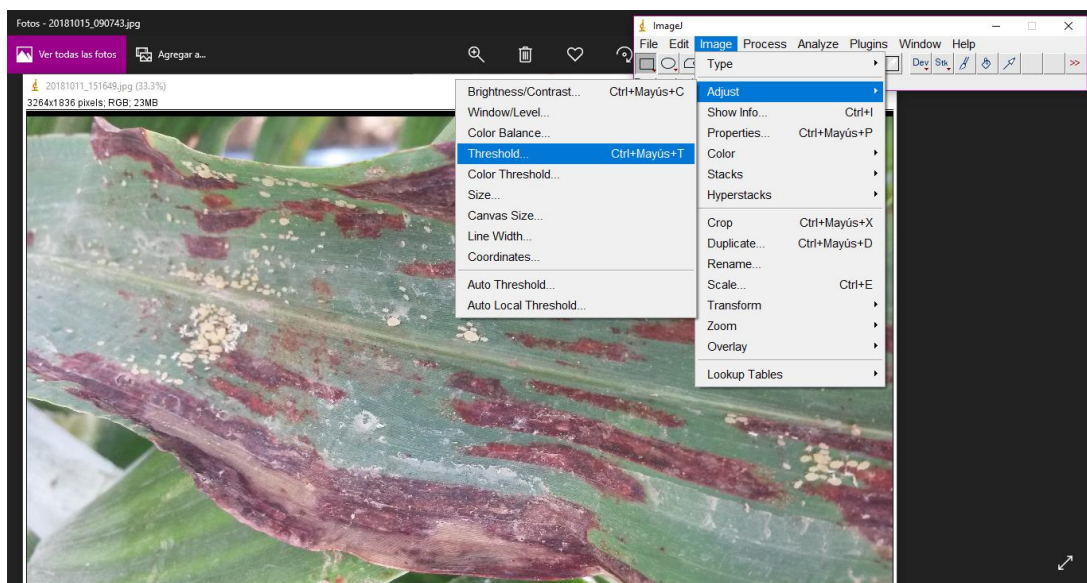 Fotos - 20181015_090743.jpg
Ver todas las fotos
Agregar a...
ImageJ
File Edit Image Process Analyze Plugins Window Help
Dev Stk
>>
20181011_151649.jpg (33.3%)
3264x1836 pixels; RGB; 23MB
Brightness/Contrast... Ctrl+Mayús+C
Window/Level...
Color Balance...
Threshold... Ctrl+Mayús+T
Color Threshold...
Size...
Canvas Size...
Line Width...
Coordinates...
Auto Threshold...
Auto Local Threshold...
Type
Adjust
Show Info... Ctrl+I
Properties... Ctrl+Mayús+P
Color
Stacks
Hyperstacks
Crop Ctrl+Mayús+X
Duplicate... Ctrl+Mayús+D
Rename...
Scale... Ctrl+E
Transform
Zoom
Overlay
Lookup Tables